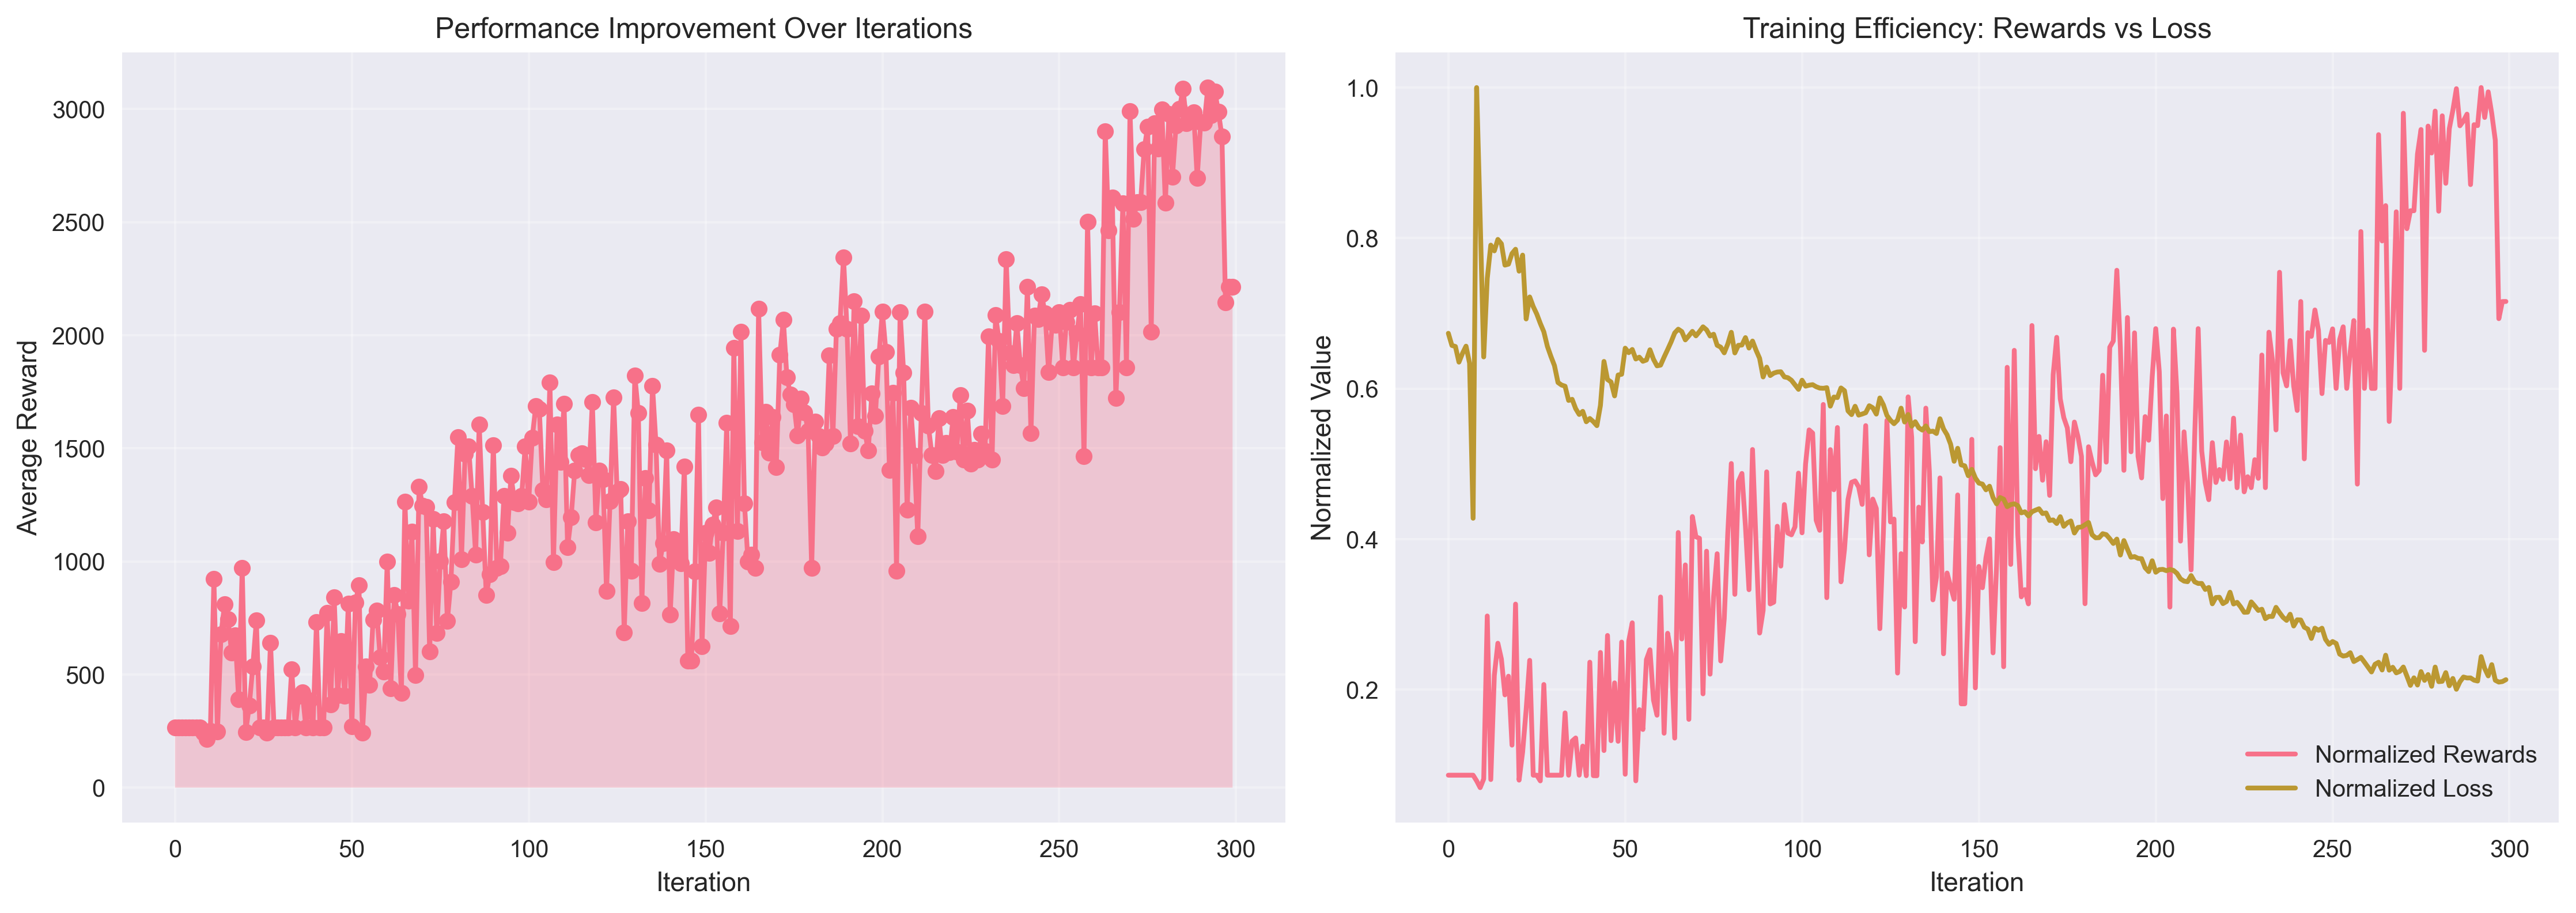 Performance Improvement Over Iterations
Average Reward
3000
2500
2000
1500
1000
500
0
0 50 100 150 200 250 300
Iteration
Training Efficiency: Rewards vs Loss
Normalized Value
1.0
0.8
0.6
0.4
0.2
Normalized Rewards
Normalized Loss
0 50 100 150 200 250 300
Iteration